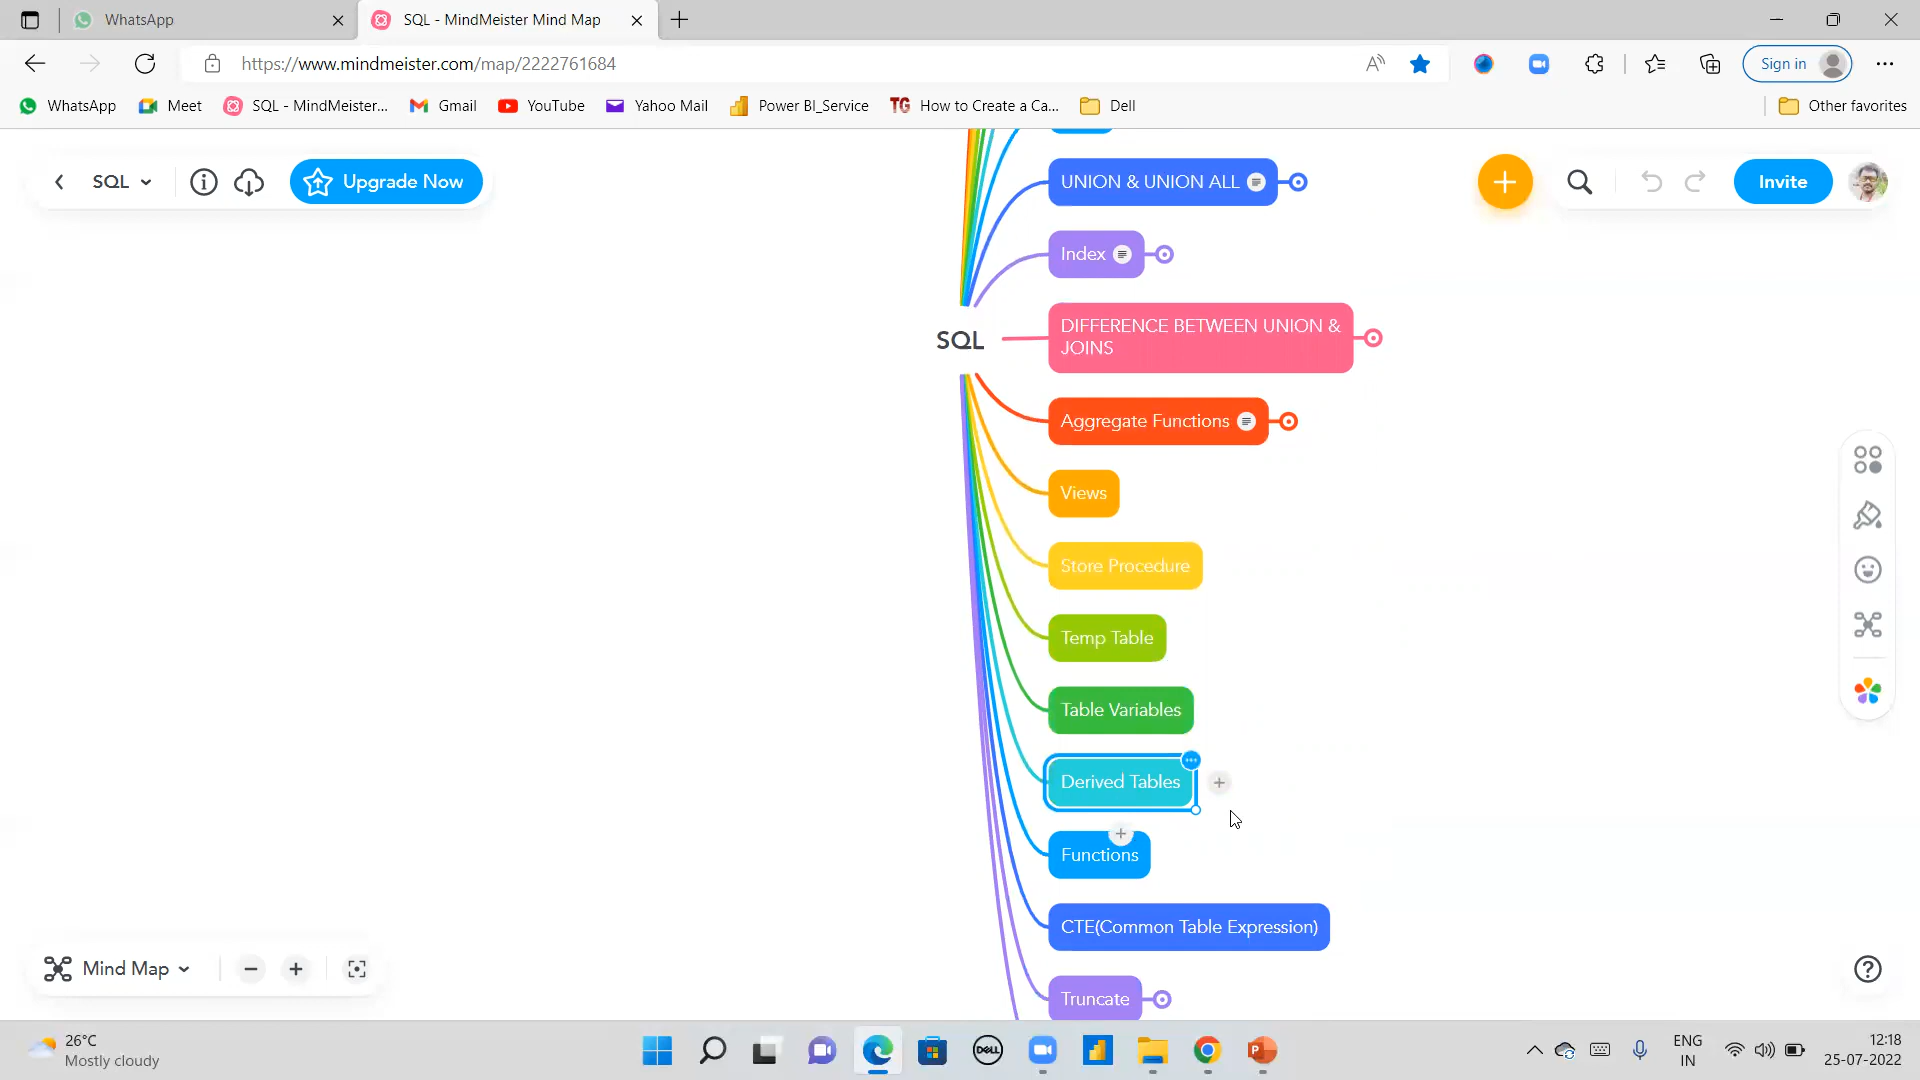 WhatsApp
SQL - MindMeister Mind Map
https://www.mindmeister.com/map/2222761684
A
Sign in
WhatsApp
Meet
SQL - MindMeister...
Gmail
YouTube
Yahoo Mail
Power BI_Service
TG How to Create a Ca...
Dell
Other favorites
SQL
Upgrade Now
Invite
UNION & UNION ALL
Index
SQL
DIFFERENCE BETWEEN UNION &
JOINS
Aggregate Functions
Views
Store Procedure
Temp Table
Table Variables
Derived Tables
Functions
CTE(Common Table Expression)
Truncate
Mind Map
26°C
Mostly cloudy
DELL
P
ENG
IN
12:18
25-07-2022